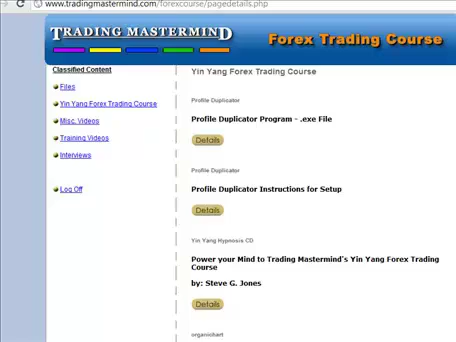 www.tradingmastermind.com/forexcourse/pagedetails.php
TRADING MASTERMIND
Forex Trading Course
Classified Content
Files
Yin Yang Forex Trading Course
Misc. Videos
Training Videos
Interviews
Log Off
Yin Yang Forex Trading Course
Profile Duplicator
Profile Duplicator Program - .exe File
Details
Profile Duplicator
Profile Duplicator Instructions for Setup
Details
Yin Yang Hypnosis CD
Power your Mind to Trading Mastermind's Yin Yang Forex Trading
Course
by: Steve G. Jones
Details
organichart